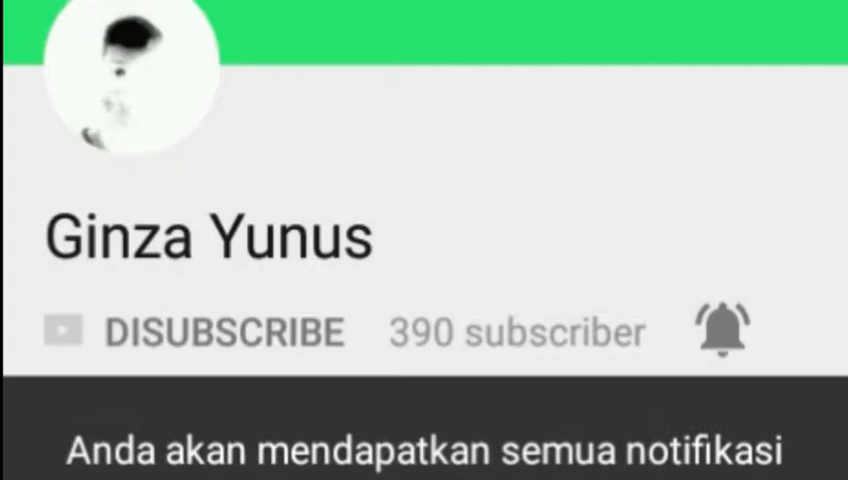 Ginza Yunus
DISUBSCRIBE 390 subscriber
Anda akan mendapatkan semua notifikasi